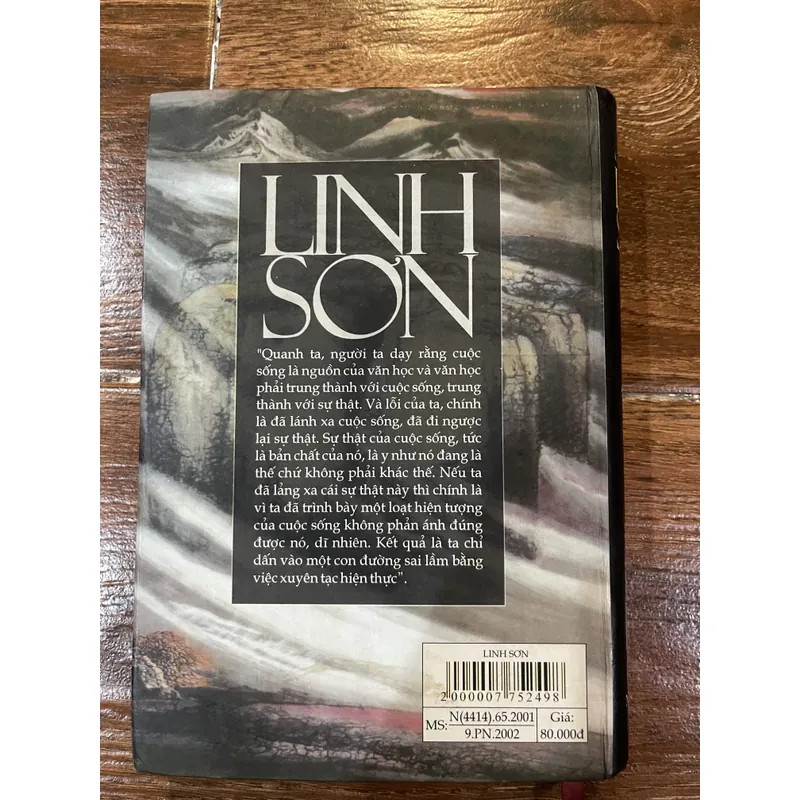 LINH
SƠN
"Quanh ta, người ta dạy rằng cuộc
sống là nguồn của văn học và văn học
phải trung thành với cuộc sống, trung
thành với sự thật. Và lỗi của ta, chính
là đã lánh xa cuộc sống, đã đi ngược
lại sự thật. Sự thật của cuộc sống, tức
là bản chất của nó, là y như nó đang là
thế chứ không phải khác thế. Nếu ta
đã lảng xa cái sự thật này thì chính là
vì ta đã trình bày một loạt hiện tượng
của cuộc sống không phản ánh đúng
được nó, dĩ nhiên. Kết quả là ta chỉ
dấn vào một con đường sai lầm bằng
việc xuyên tạc hiện thực".
LINH SƠN
2 000007 752498
MS: N(4414).65.2001 Giá:
9.PN.2002 80.000đ